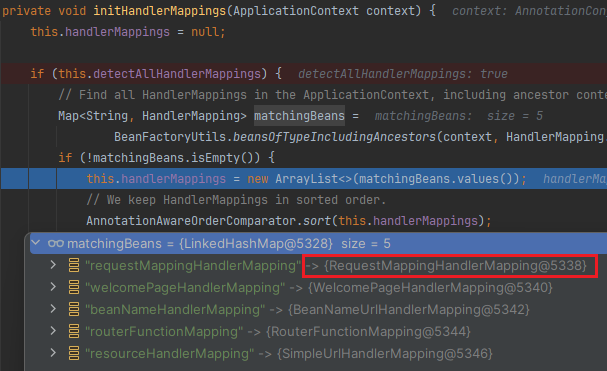 private void initHandlerMappings(ApplicationContext context) {  context: AnnotationCon
this.handlerMappings = null;
if (this.detectAllHandlerMappings) {  detectAllHandlerMappings: true
// Find all HandlerMappings in the ApplicationContext, including ancestor conte
Map<String, HandlerMapping> matchingBeans =  matchingBeans:  size = 5
BeanFactoryUtils.beansOfTypeIncludingAncestors(context, HandlerMapping.
if (!matchingBeans.isEmpty()) {
this.handlerMappings = new ArrayList<>(matchingBeans.values());  handlerMa
// We keep HandlerMappings in sorted order.
AnnotationAwareOrderComparator.sort(this.handlerMappings);
matchingBeans = {LinkedHashMap@5328}  size = 5
"requestMappingHandlerMapping" -> {RequestMappingHandlerMapping@5338}
"welcomePageHandlerMapping" -> {WelcomePageHandlerMapping@5340}
"beanNameHandlerMapping" -> {BeanNameUrlHandlerMapping@5342}
"routerFunctionMapping" -> {RouterFunctionMapping@5344}
"resourceHandlerMapping" -> {SimpleUrlHandlerMapping@5346}